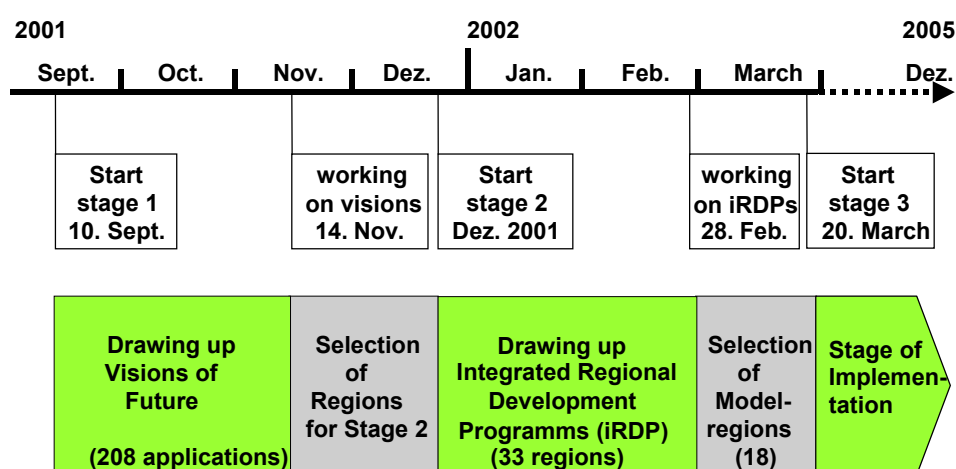 2001 2002 2005
Sept. Oct. Nov. Dez. Jan. Feb. March Dez.
Start
stage 1
10. Sept.
working
on visions
14. Nov.
Start
stage 2
Dez. 2001
working
on iRDPs
28. Feb.
Start
stage 3
20. March
Drawing up
Visions of
Future
(208 applications)
Selection
of
Regions
for Stage 2
Drawing up
Integrated Regional
Development
Programms (iRDP)
(33 regions)
Selection
of
Model-
regions
(18)
Stage of
Implemen-
tation